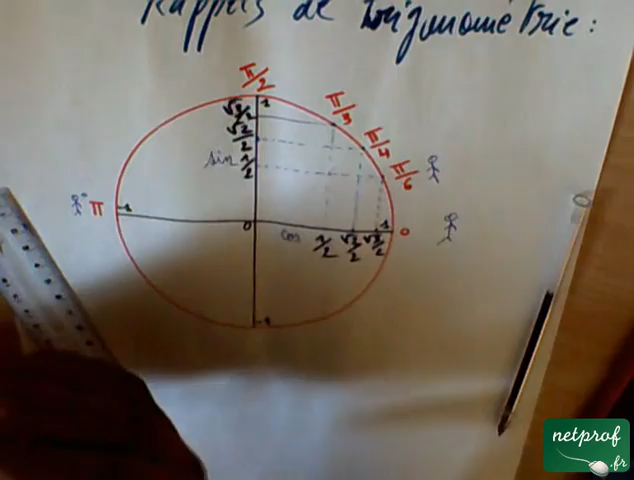 Rappels de Trigonométrie:
π/2
1
π/3
√3/2
√2/2
π/4
sin
1/2
π/6
π
-1
0
cos
1/2
√2/2
√3/2
1
0
-1
netprof
.fr